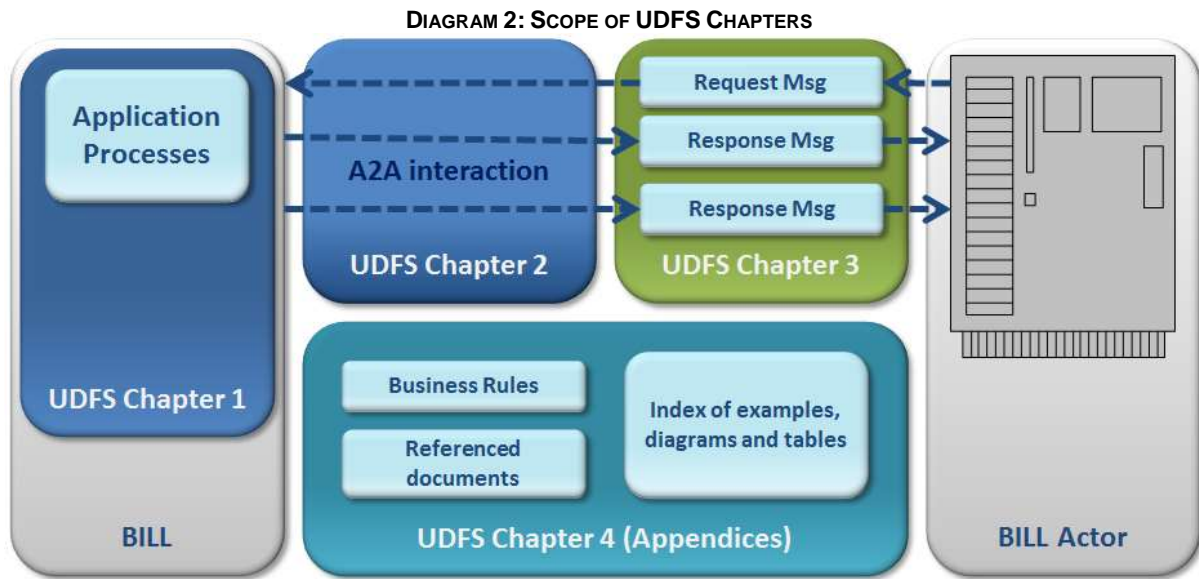 DIAGRAM 2: SCOPE OF UDFS CHAPTERS
Application
Processes
UDFS Chapter 1
BILL
A2A interaction
UDFS Chapter 2
Request Msg
Response Msg
Response Msg
UDFS Chapter 3
Business Rules
Referenced
documents
Index of examples,
diagrams and tables
UDFS Chapter 4 (Appendices)
BILL Actor